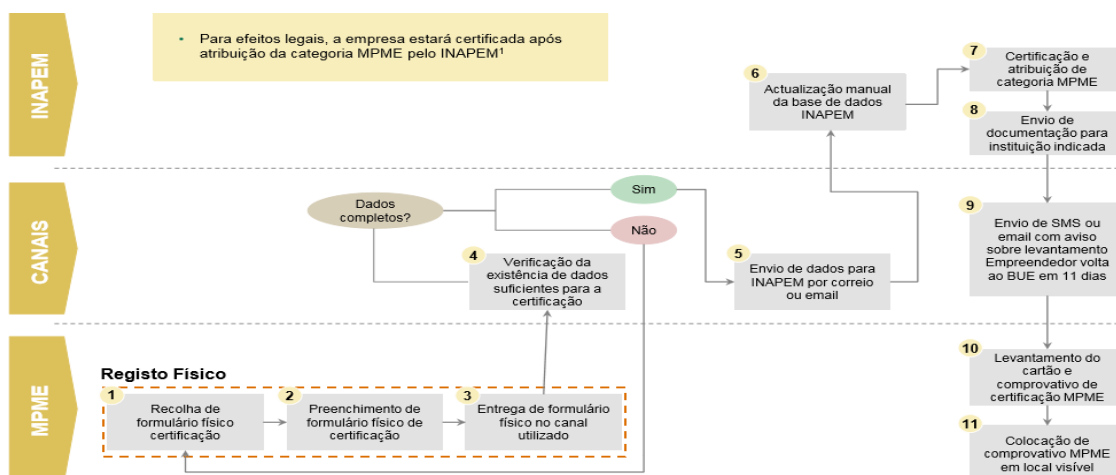 INAPEM
• Para efeitos legais, a empresa estará certificada após
atribuição da categoria MPME pelo INAPEM¹
6
Actualização manual
da base de dados
INAPEM
7
Certificação e
atribuição de
categoria MPME
8
Envio de
documentação para
instituição indicada
CANAIS
Dados
completos?
Sim
Não
4
Verificação da
existência de dados
suficientes para a
certificação
5
Envio de dados para
INAPEM por correio
ou email
9
Envio de SMS ou
email com aviso
sobre levantamento
Empreendedor volta
ao BUE em 11 dias
MPME
Registo Físico
1
Recolha de
formulário físico
certificação
2
Preenchimento de
formulário físico de
certificação
3
Entrega de formulário
físico no canal
utilizado
10
Levantamento do
cartão e
comprovativo de
certificação MPME
11
Colocação de
comprovativo MPME
em local visível